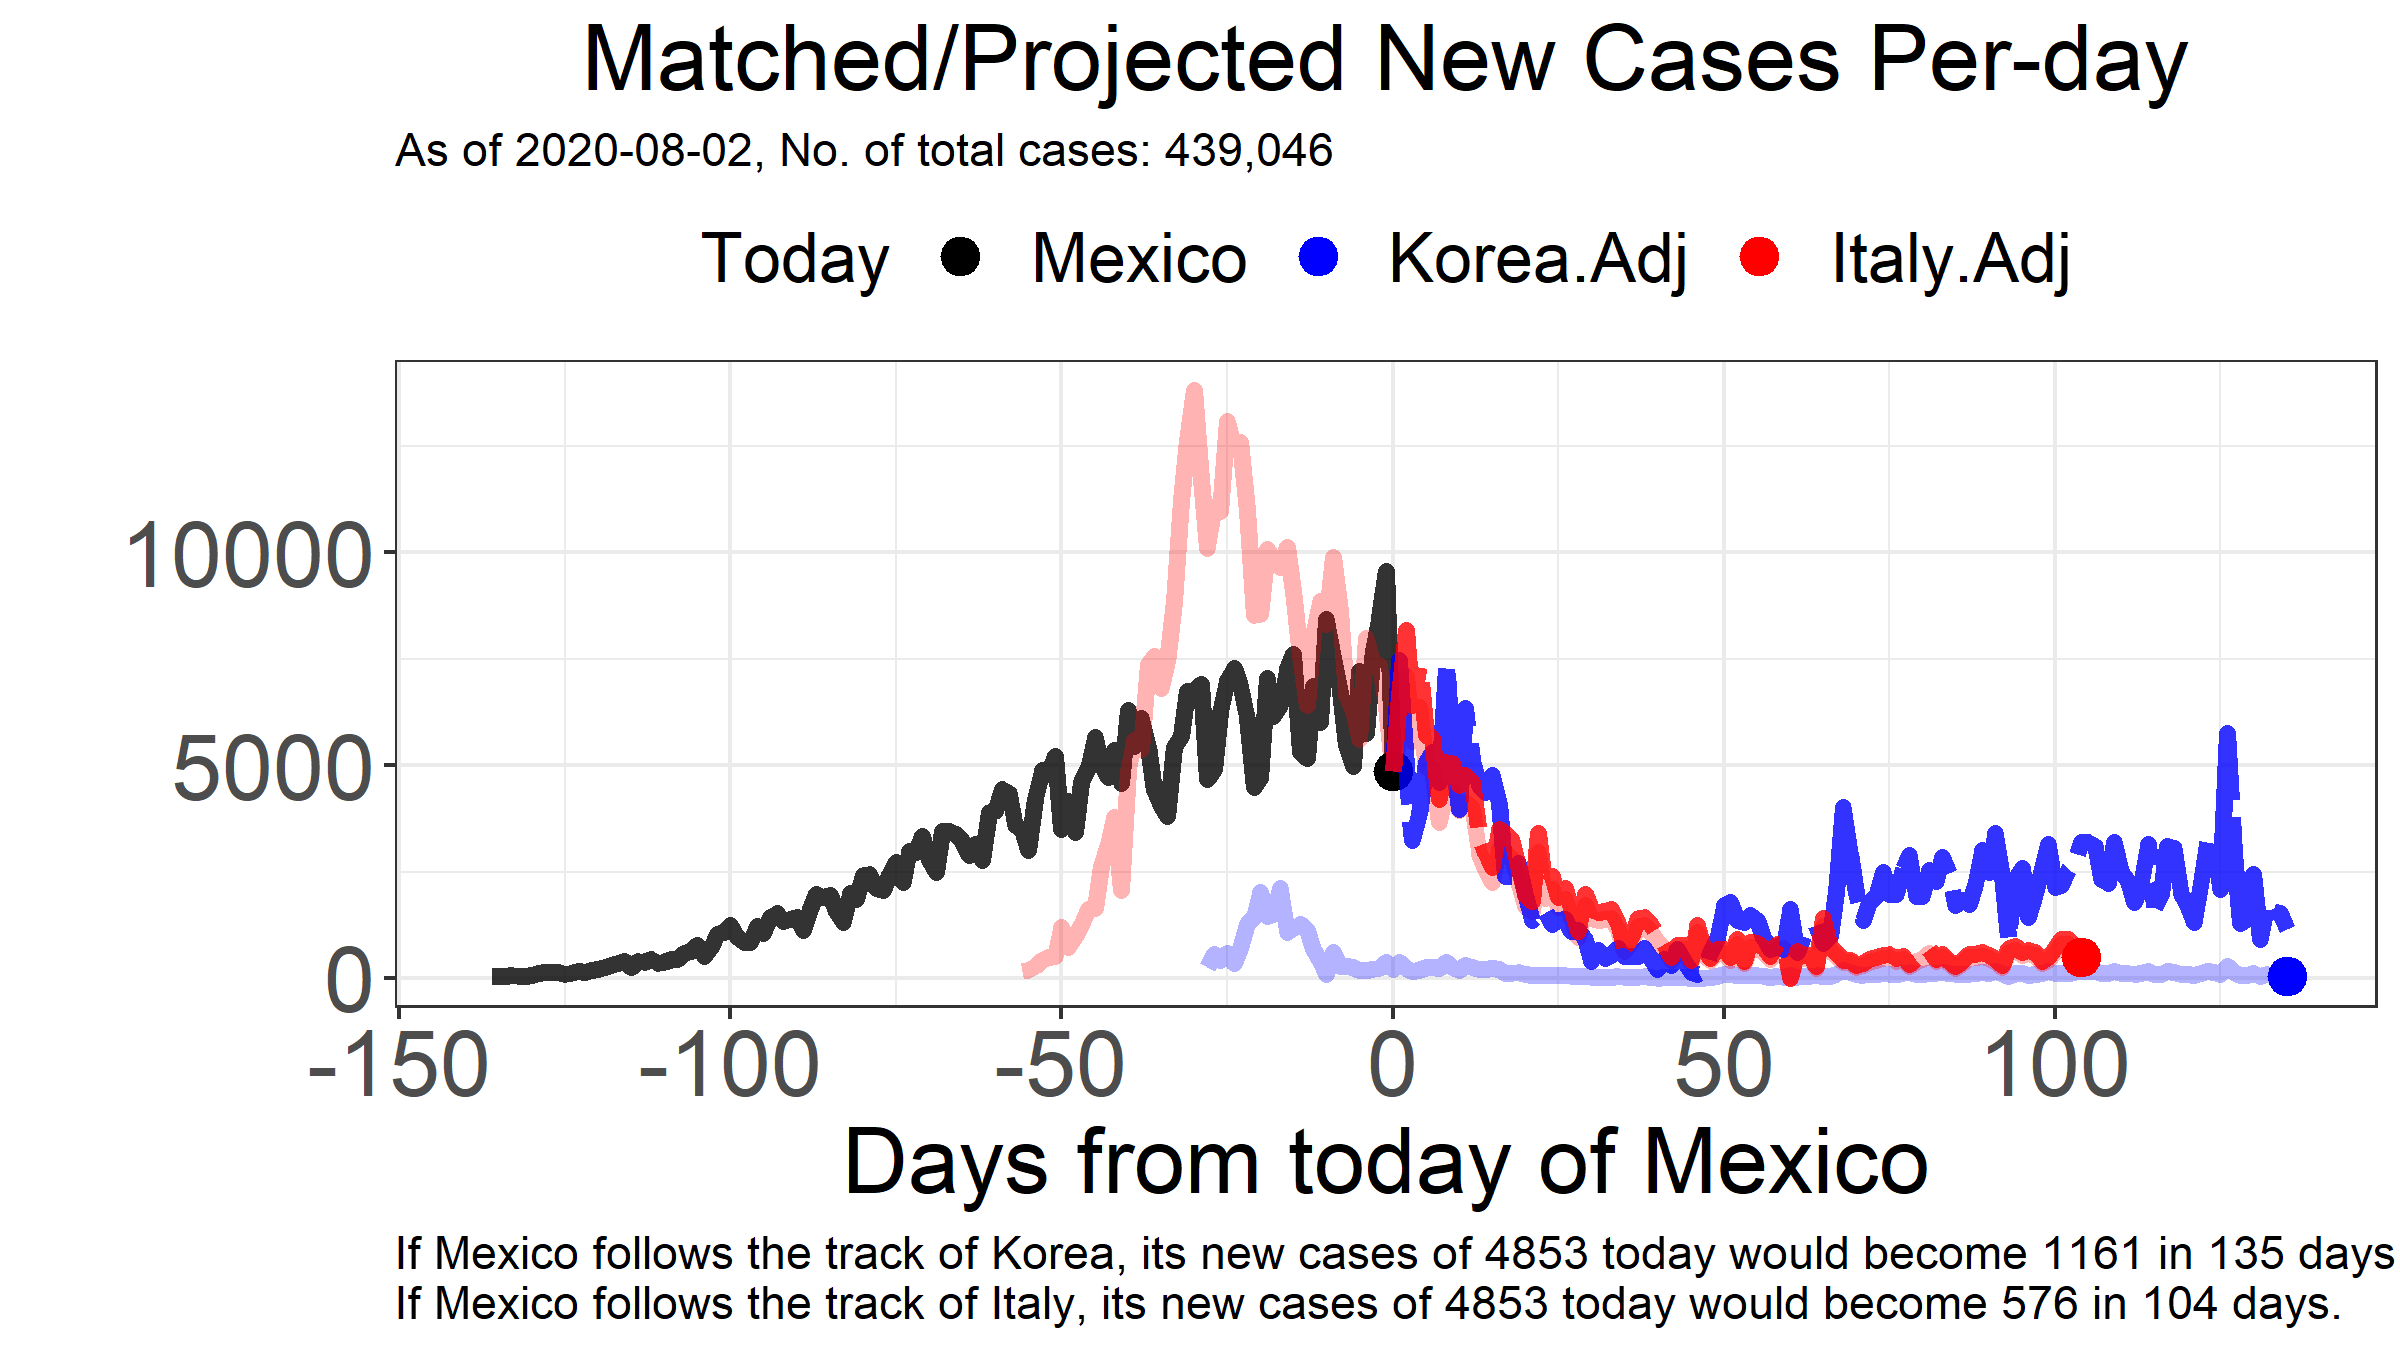 Matched/Projected New Cases Per-day
As of 2020-08-02, No. of total cases: 439,046
Today Mexico Korea.Adj Italy.Adj
10000
5000
0
-150 -100 -50 0 50 100
Days from today of Mexico
If Mexico follows the track of Korea, its new cases of 4853 today would become 1161 in 135 days
If Mexico follows the track of Italy, its new cases of 4853 today would become 576 in 104 days.